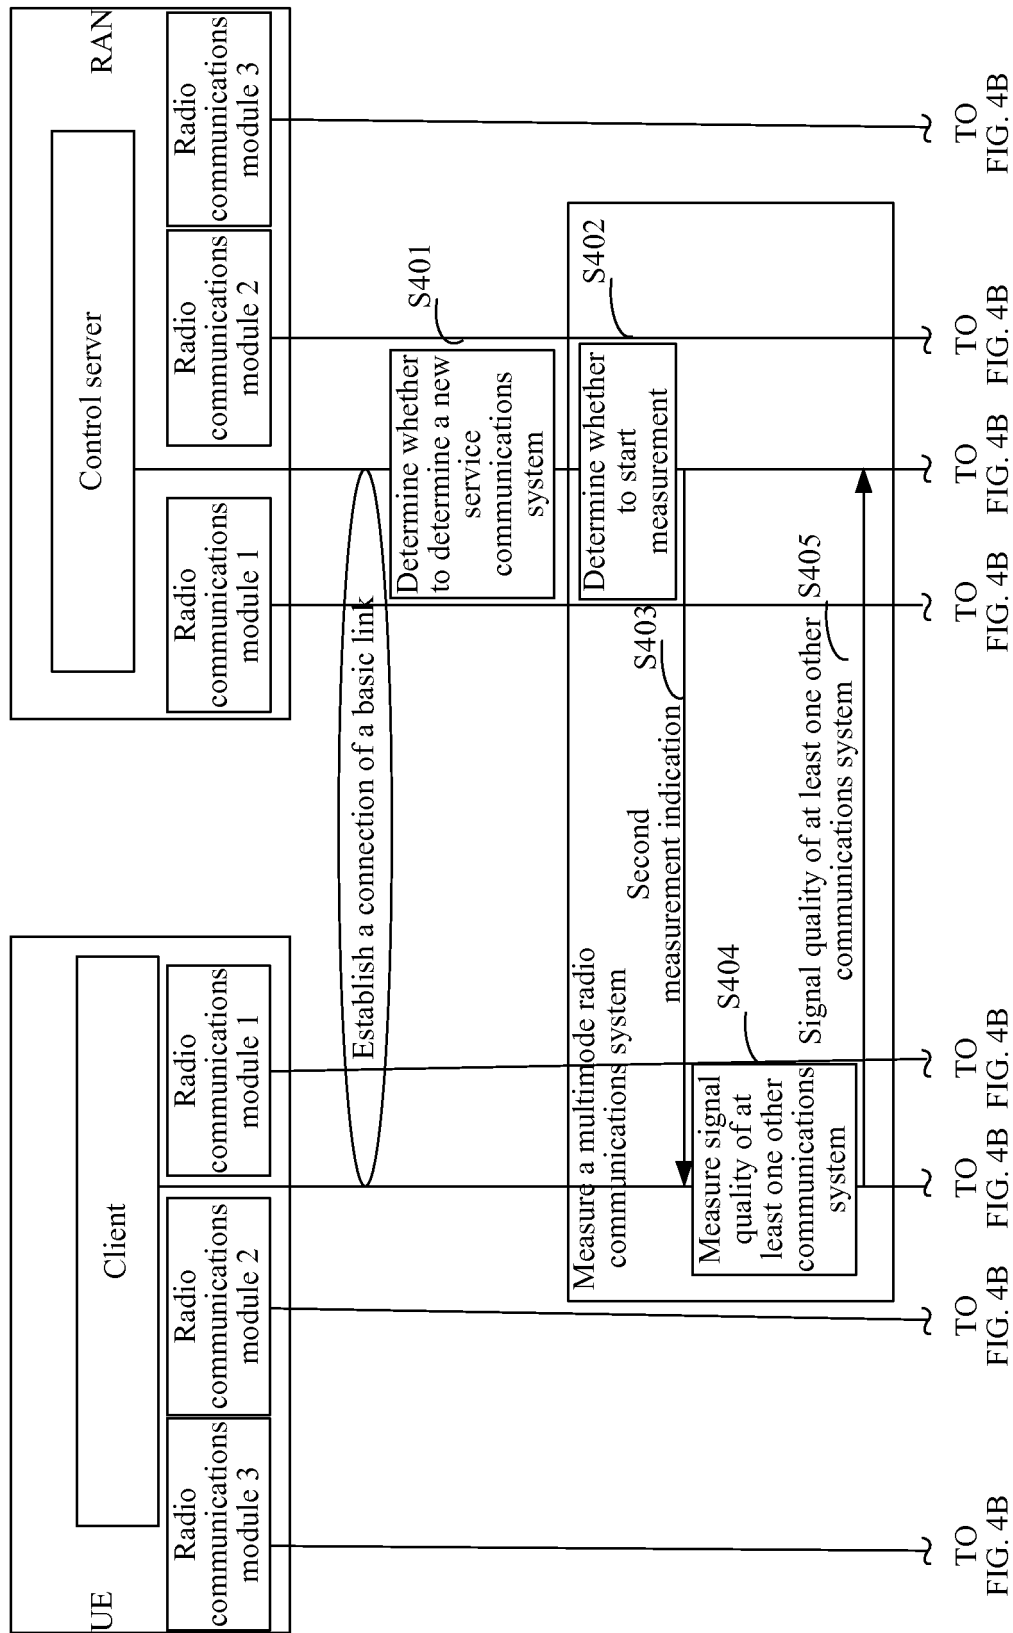 UE
Client
Radio
communications
module 3
Radio
communications
module 2
Radio
communications
module 1
RAN
Control server
Radio
communications
module 1
Radio
communications
module 2
Radio
communications
module 3
Establish a connection of a basic link
S401
Determine whether
to determine a new
service
communications
system
Measure a multimode radio
communications system
S402
Determine whether
to start
measurement
Second
measurement indication
S403
S404
Measure signal
quality of at
least one other
communications
system
Signal quality of at least one other
communications system
S405
TO
FIG. 4B
TO
FIG. 4B
TO
FIG. 4B
TO
FIG. 4B
TO
FIG. 4B
TO
FIG. 4B
TO
FIG. 4B
TO
FIG. 4B